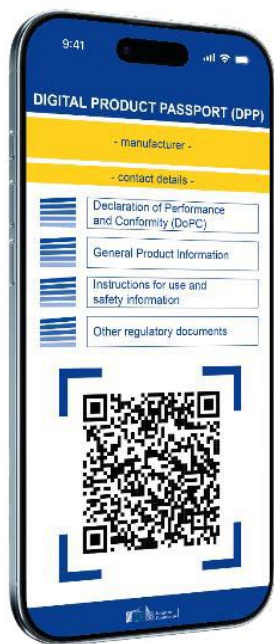 9:41
DIGITAL PRODUCT PASSPORT (DPP)
- manufacturer -
- contact details -
Declaration of Performance
and Conformity (DoPC)
General Product Information
Instructions for use and
safety information
Other regulatory documents